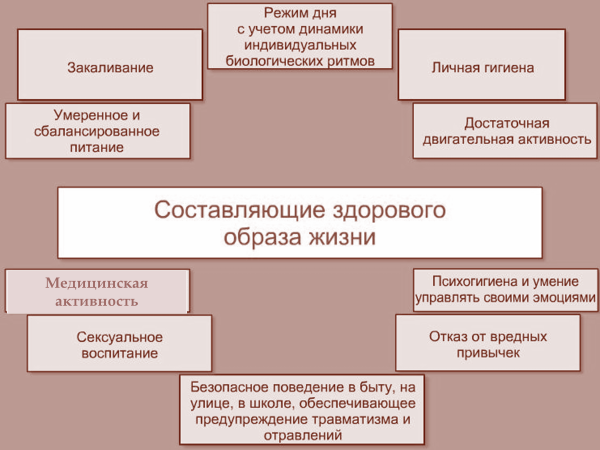 Режим дня
с учетом динамики
индивидуальных
биологических ритмов
Закаливание
Личная гигиена
Умеренное и
сбалансированное
питание
Достаточная
двигательная активность
Составляющие здорового
образа жизни
Медицинская
активность
Психогигиена и умение
управлять своими эмоциями
Сексуальное
воспитание
Отказ от вредных
привычек
Безопасное поведение в быту, на
улице, в школе, обеспечивающее
предупреждение травматизма и
отравлений